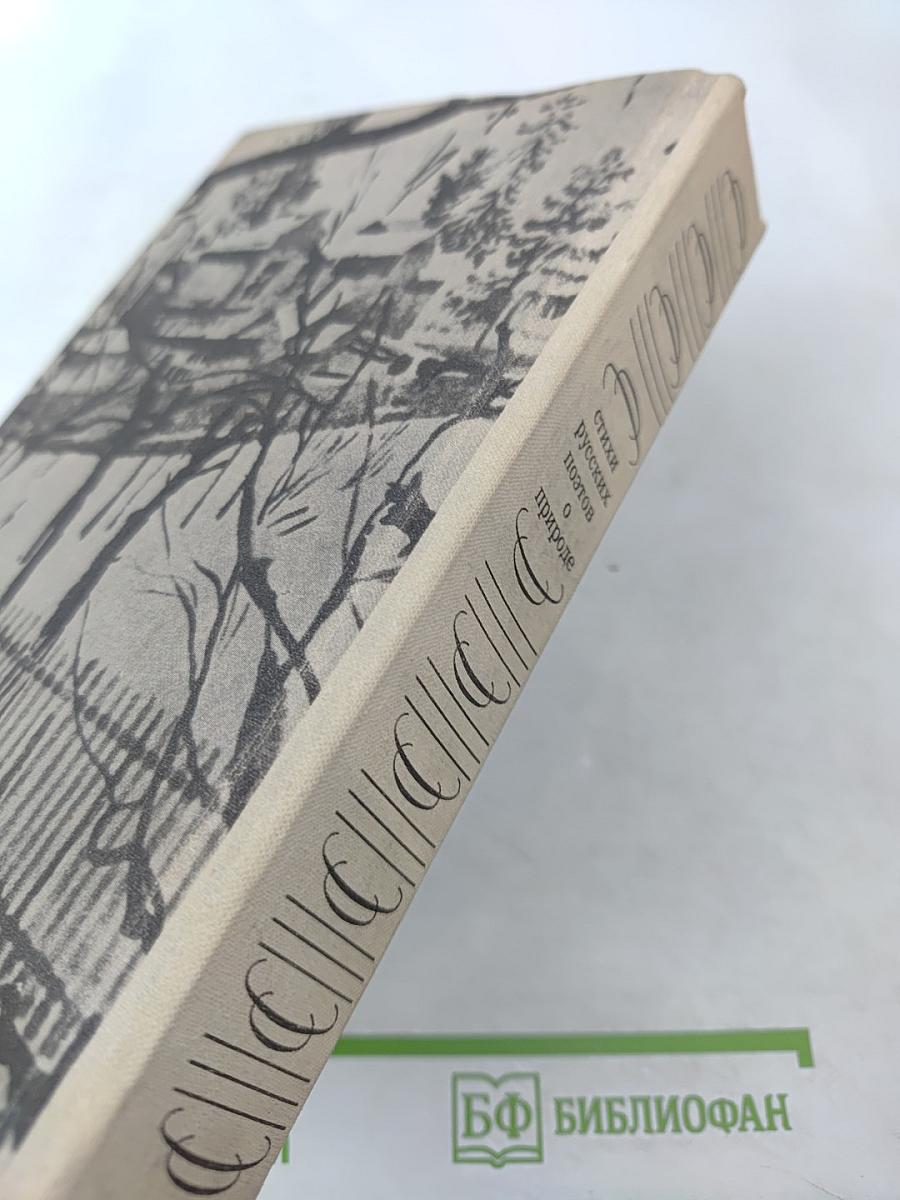 стихи
русских
поэтов
о
природе
БФ БИБЛИОФАН